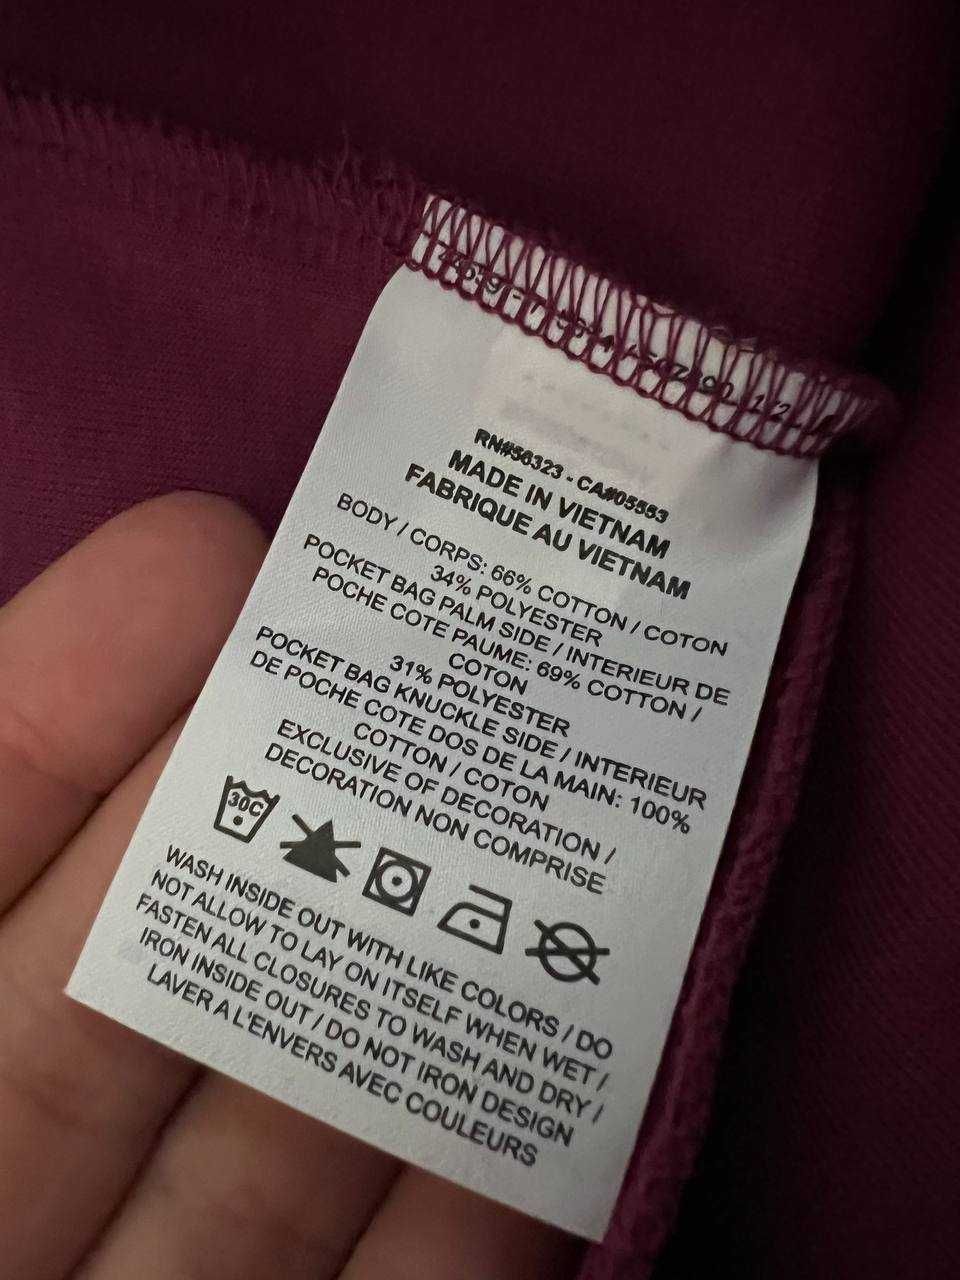 RN#56323 - CA#05553
MADE IN VIETNAM
FABRIQUE AU VIETNAM
BODY / CORPS: 66% COTTON / COTON
34% POLYESTER
POCKET BAG PALM SIDE / INTERIEUR DE
POCHE COTE PAUME: 69% COTTON /
COTON
31% POLYESTER
POCKET BAG KNUCKLE SIDE / INTERIEUR
DE POCHE COTE DOS DE LA MAIN: 100%
COTTON / COTON
EXCLUSIVE OF DECORATION /
DECORATION NON COMPRISE
30C
WASH INSIDE OUT WITH LIKE COLORS / DO
NOT ALLOW TO LAY ON ITSELF WHEN WET /
FASTEN ALL CLOSURES TO WASH AND DRY /
IRON INSIDE OUT / DO NOT IRON DESIGN
LAVER A L'ENVERS AVEC COULEURS